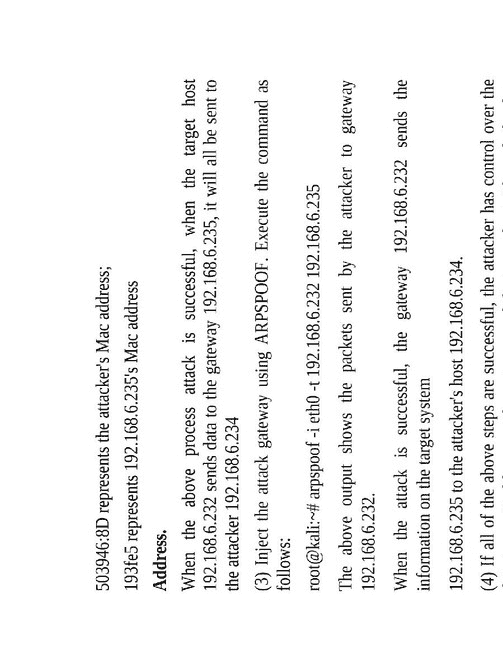 503946:8D represents the attacker's Mac address;
193fe5 represents 192.168.6.235's Mac address
Address.
When the above process attack is successful, when the target host
192.168.6.232 sends data to the gateway 192.168.6.235, it will all be sent to
the attacker 192.168.6.234
(3) Inject the attack gateway using ARPSPOOF. Execute the command as
follows:
root@kali:~# arpspoof -i eth0 -t 192.168.6.232 192.168.6.235
The above output shows the packets sent by the attacker to gateway
192.168.6.232.
When the attack is successful, the gateway 192.168.6.232 sends the
information on the target system
192.168.6.235 to the attacker's host 192.168.6.234.
(4) If all of the above steps are successful, the attacker has control over the